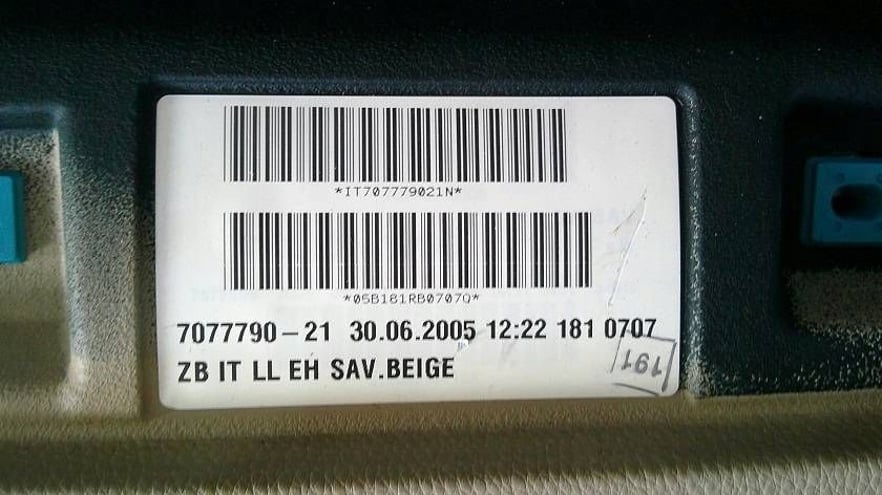 *IT707779021N*
*05B181RB0707Q*
7077790-21 30.06.2005 12:22 181 0707
ZB IT LL EH SAV.BEIGE
191